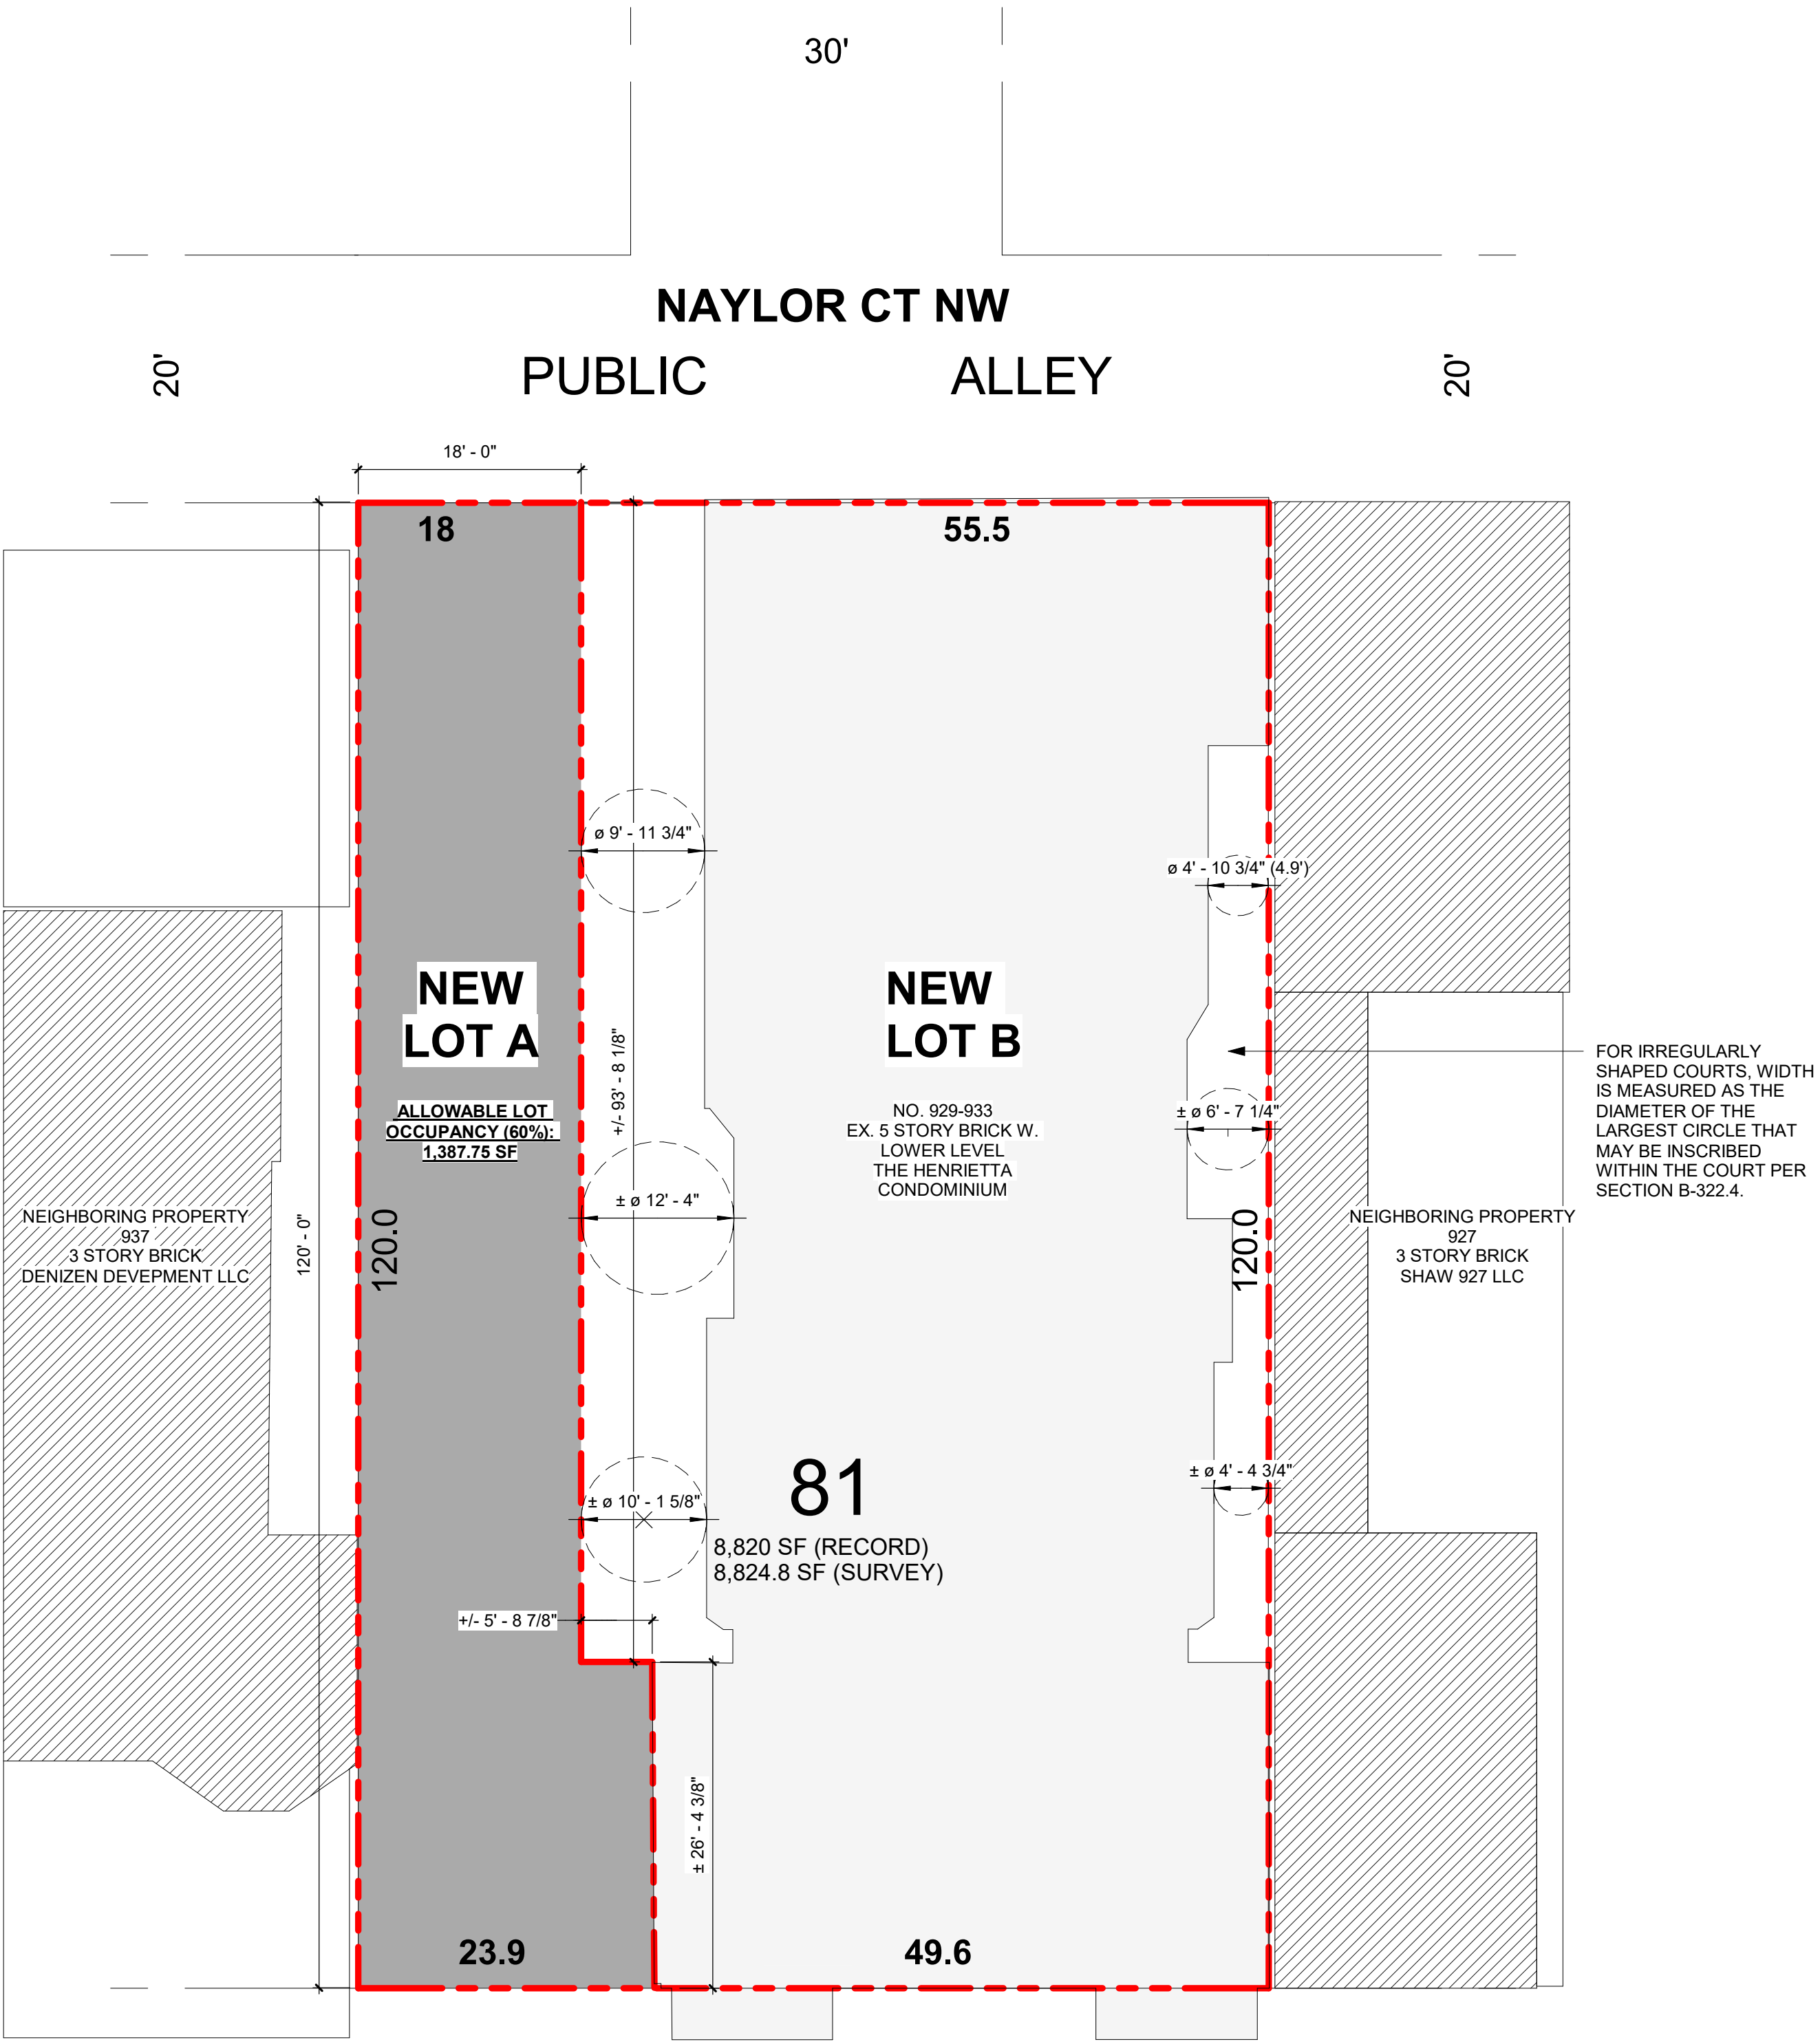 30'
NAYLOR CT NW
20'
PUBLIC ALLEY
20'
18' - 0"
18
55.5
ø 9' - 11 3/4"
ø 4' - 10 3/4" (4.9')
NEW
LOT A
ALLOWABLE LOT
OCCUPANCY (60%):
1,387.75 SF
+/- 93' - 8 1/8"
NEW
LOT B
NO. 929-933
EX. 5 STORY BRICK W.
LOWER LEVEL
THE HENRIETTA
CONDOMINIUM
± ø 6' - 7 1/4"
FOR IRREGULARLY
SHAPED COURTS, WIDTH
IS MEASURED AS THE
DIAMETER OF THE
LARGEST CIRCLE THAT
MAY BE INSCRIBED
WITHIN THE COURT PER
SECTION B-322.4.
± ø 12' - 4"
NEIGHBORING PROPERTY
937
3 STORY BRICK
DENIZEN DEVEPMENT LLC
120' - 0"
120.0
120.0
NEIGHBORING PROPERTY
927
3 STORY BRICK
SHAW 927 LLC
± ø 10' - 1 5/8"
81
8,820 SF (RECORD)
8,824.8 SF (SURVEY)
± ø 4' - 4 3/4"
+/- 5' - 8 7/8"
± 26' - 4 3/8"
23.9
49.6